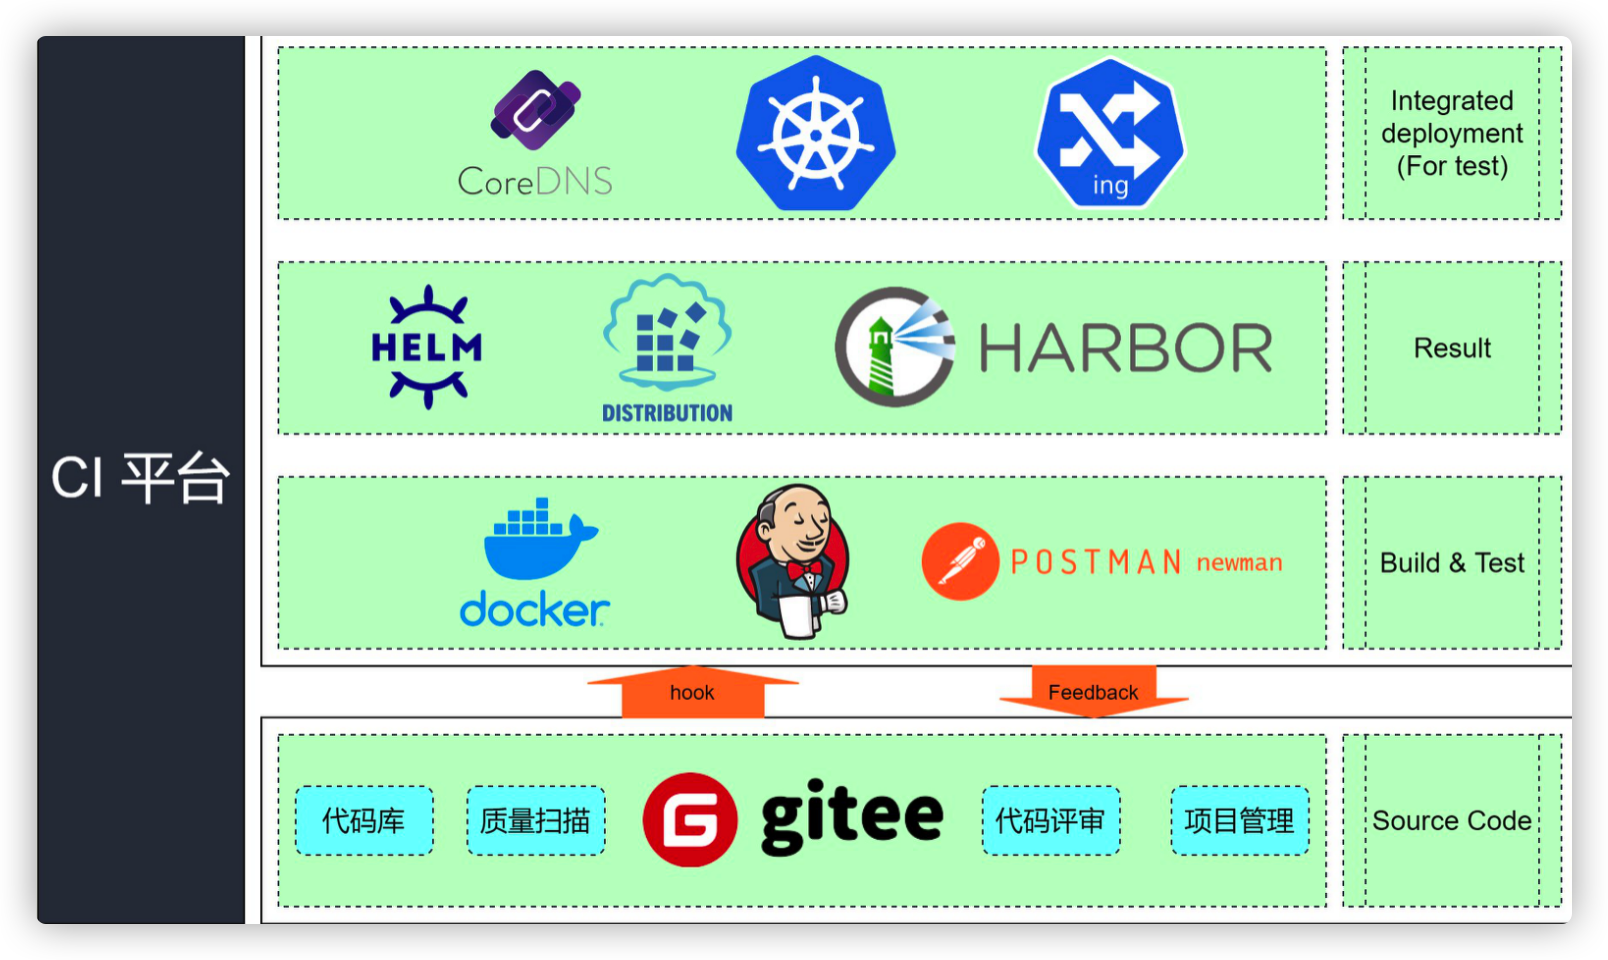 CI 平台
CoreDNS
ing
Integrated
deployment
(For test)
HELM
DISTRIBUTION
HARBOR
Result
docker
POSTMAN newman
Build & Test
hook
Feedback
代码库
质量扫描
G gitee
代码评审
项目管理
Source Code